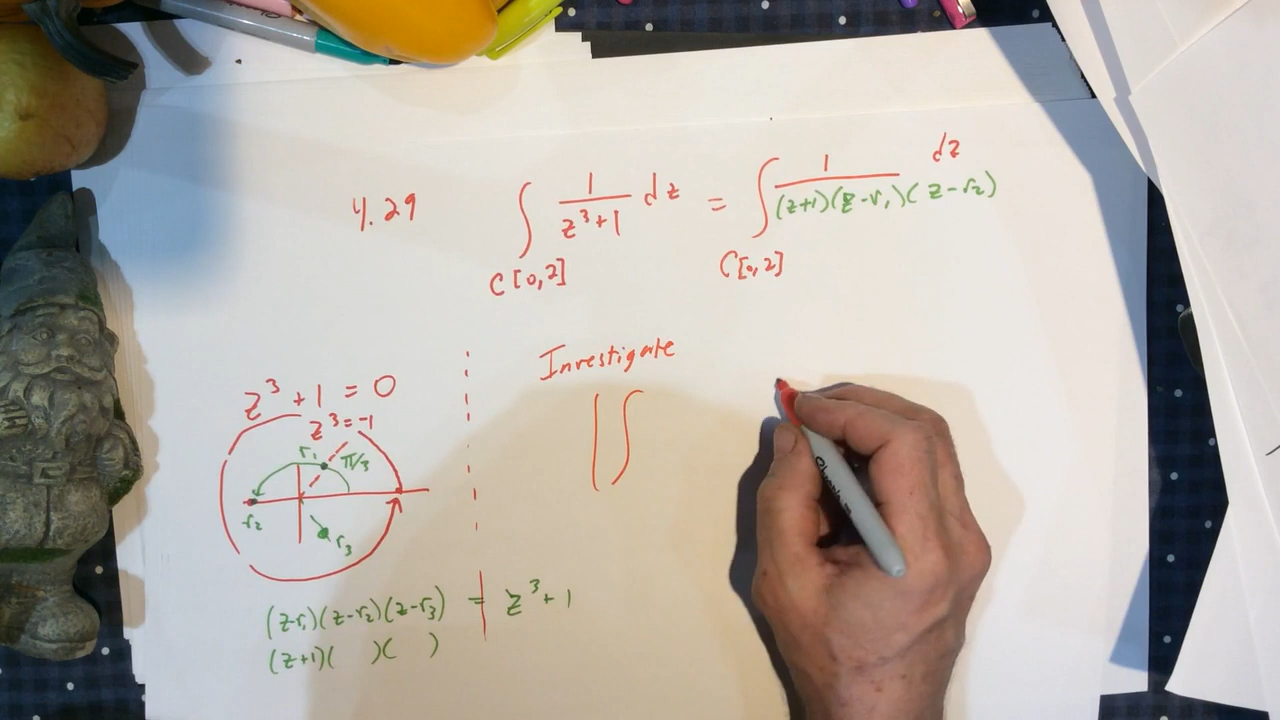 4.29 ∫ 1/(z³+1) dz = ∫ 1/((z+1)(z-r₁)(z-r₂)) dz
C[0,2] C[0,2]
Investigate
|∫
z³ + 1 = 0
z³ = -1
r₁ π/3
r₂
r₃
(z-r₁)(z-r₂)(z-r₃) = z³ + 1
(z+1)( )( )